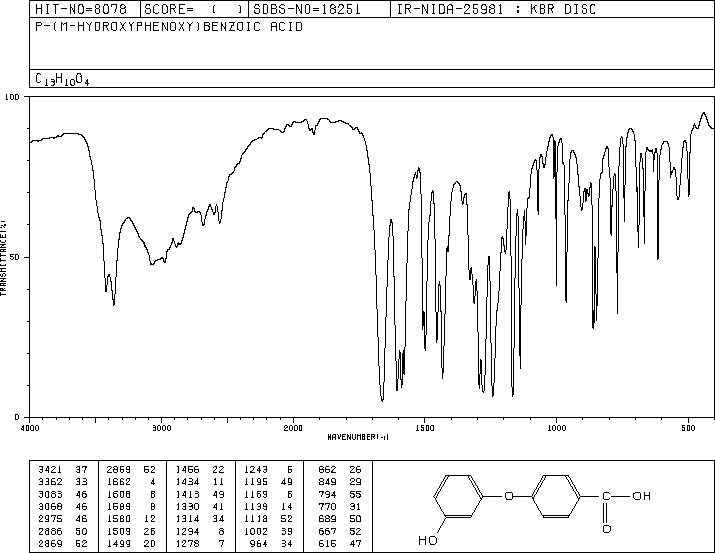 HIT-NO=8078 SCORE= ( ) SDBS-NO=18251 IR-NIDA-25981 : KBR DISC
P-(M-HYDROXYPHENOXY)BENZOIC ACID
C13H10O4
100
50
0
TRANSMITTANCE(%)
4000 3000 2000 1500 1000 500
WAVENUMBER(-1)
3421 37 2859 52 1456 22 1243 6 862 26
3362 33 1662 4 1434 11 1195 49 849 29
3083 46 1608 8 1413 49 1169 6 794 55
3068 46 1589 8 1330 41 1139 14 770 31
2975 46 1580 12 1314 34 1118 52 689 50
2886 50 1509 26 1294 8 1002 39 667 52
2869 52 1499 20 1278 7 964 34 615 47
O C OH
O
HO